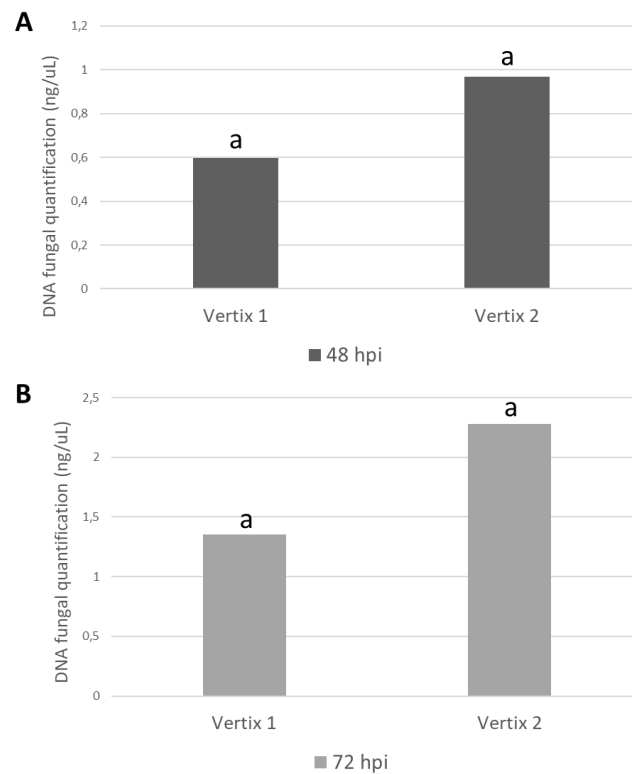 A
DNA fungal quantification (ng/uL)
1,2
1
0,8
0,6
0,4
0,2
0
a
a
Vertix 1
Vertix 2
48 hpi
B
DNA fungal quantification (ng/uL)
2,5
2
1,5
1
0,5
0
a
a
Vertix 1
Vertix 2
72 hpi